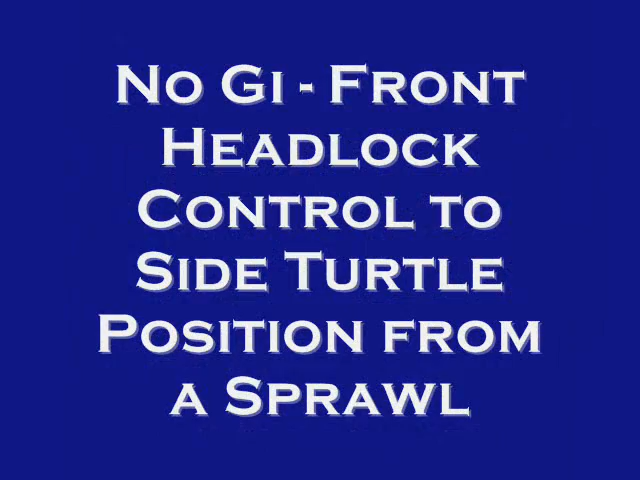 No Gi - Front
Headlock
Control to
Side Turtle
Position from
a Sprawl